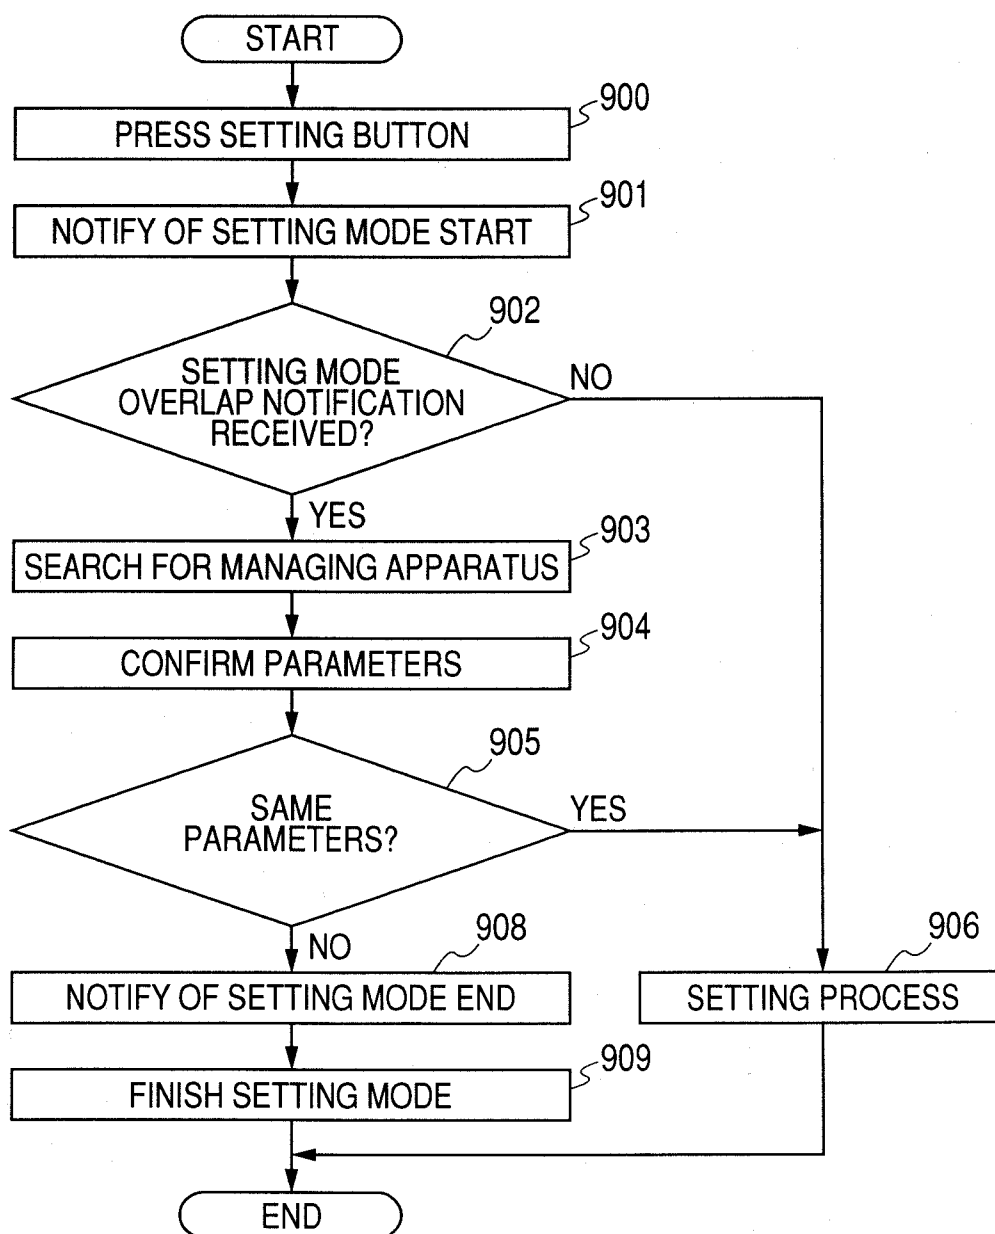 START
900
PRESS SETTING BUTTON
901
NOTIFY OF SETTING MODE START
902
SETTING MODE
OVERLAP NOTIFICATION
RECEIVED?
NO
YES
903
SEARCH FOR MANAGING APPARATUS
904
CONFIRM PARAMETERS
905
SAME
PARAMETERS?
YES
NO
908
NOTIFY OF SETTING MODE END
906
SETTING PROCESS
909
FINISH SETTING MODE
END